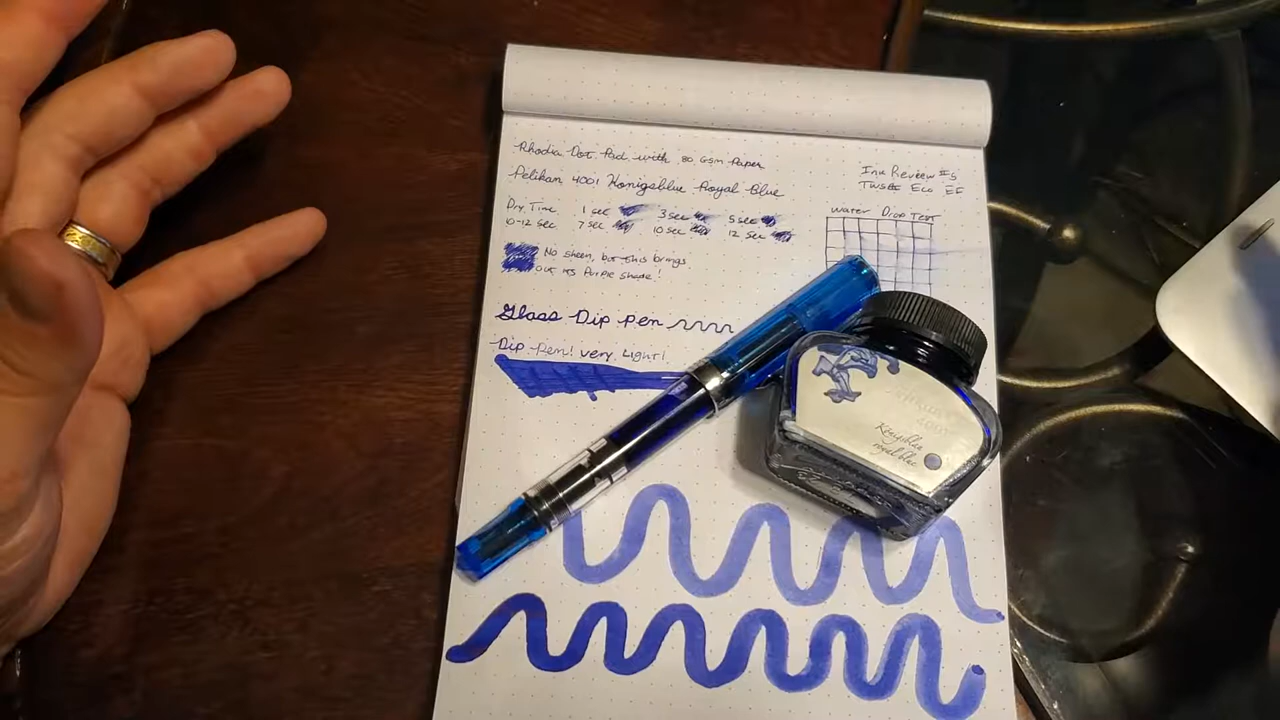 Rhodia Dot Pad with 80 Gsm Paper
Pelikan 4001 Konigsblue Royal Blue
Ink Review #5
TWSBI Eco EF
Dry Time 1 sec 3 sec 5 sec
10-12 sec 7 sec 10 sec 12 sec
Water Drop Test
No sheen, but this brings
out its Purple shade!
Glass Dip Pen
Dip Pen! very Light!
Pelikan
4001
Königsblau
royal blue